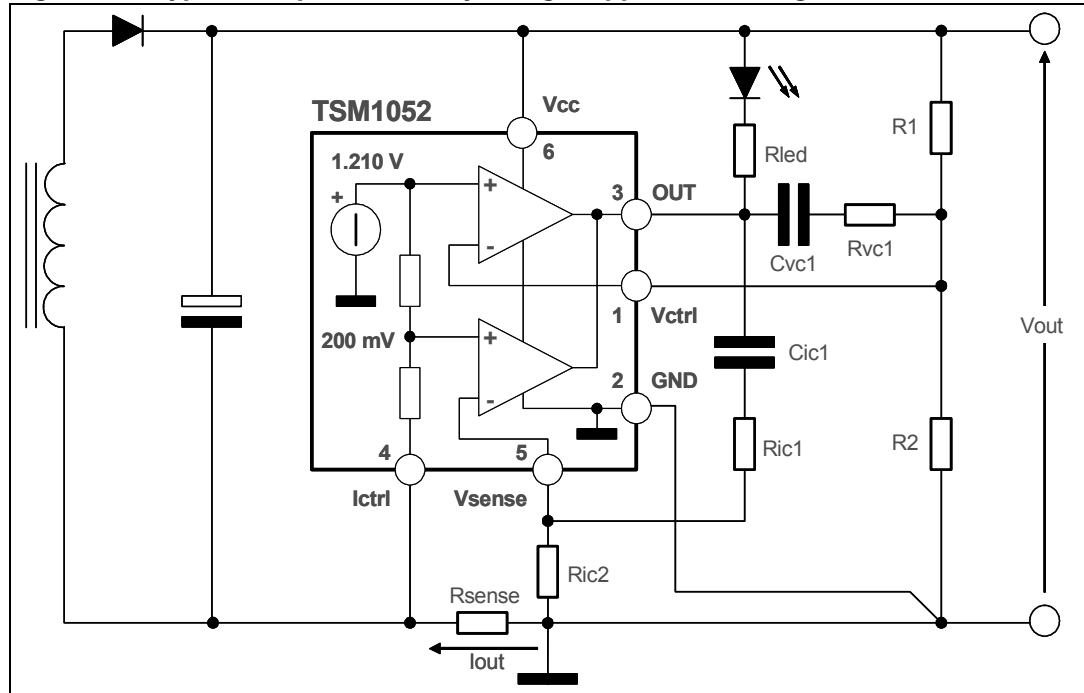 TSM1052
Vcc
6
1.210 V
+
+
-
3
OUT
Rled
R1
Cvc1
Rvc1
1
Vctrl
200 mV
+
-
2
GND
Cic1
Vout
Ric1
R2
4
5
Ictrl
Vsense
Ric2
Rsense
Iout